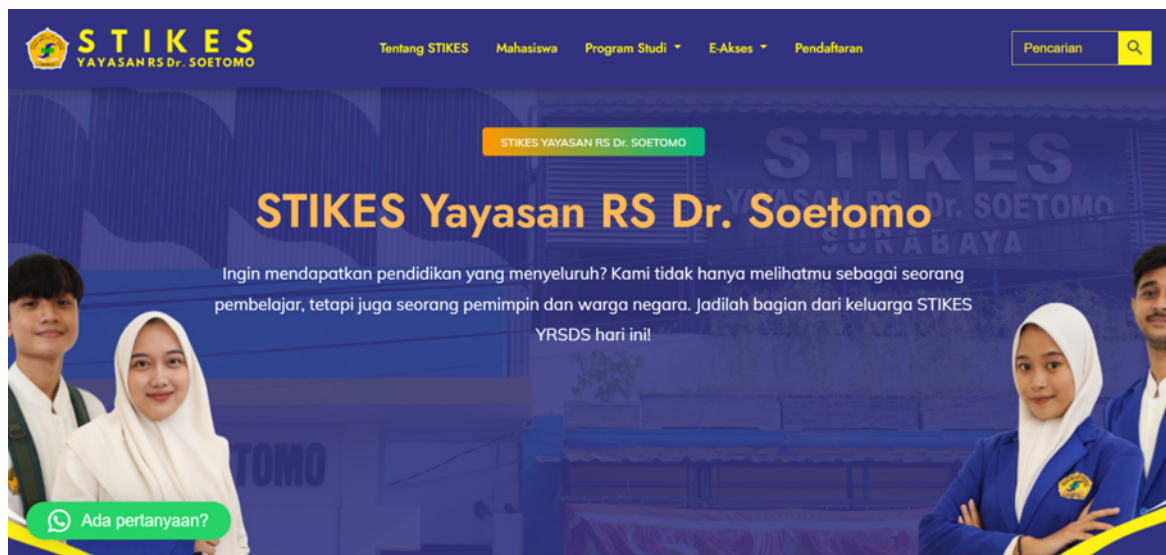 STIKES
YAYASAN RS Dr. SOETOMO
Tentang STIKES
Mahasiswa
Program Studi
E-Akses
Pendaftaran
Pencarian
STIKES YAYASAN RS Dr. SOETOMO
STIKES
YAYASAN RS Dr. SOETOMO
SURABAYA
STIKES Yayasan RS Dr. Soetomo
Ingin mendapatkan pendidikan yang menyeluruh? Kami tidak hanya melihatmu sebagai seorang
pembelajar, tetapi juga seorang pemimpin dan warga negara. Jadilah bagian dari keluarga STIKES
YRSDS hari ini!
TOMO
Ada pertanyaan?